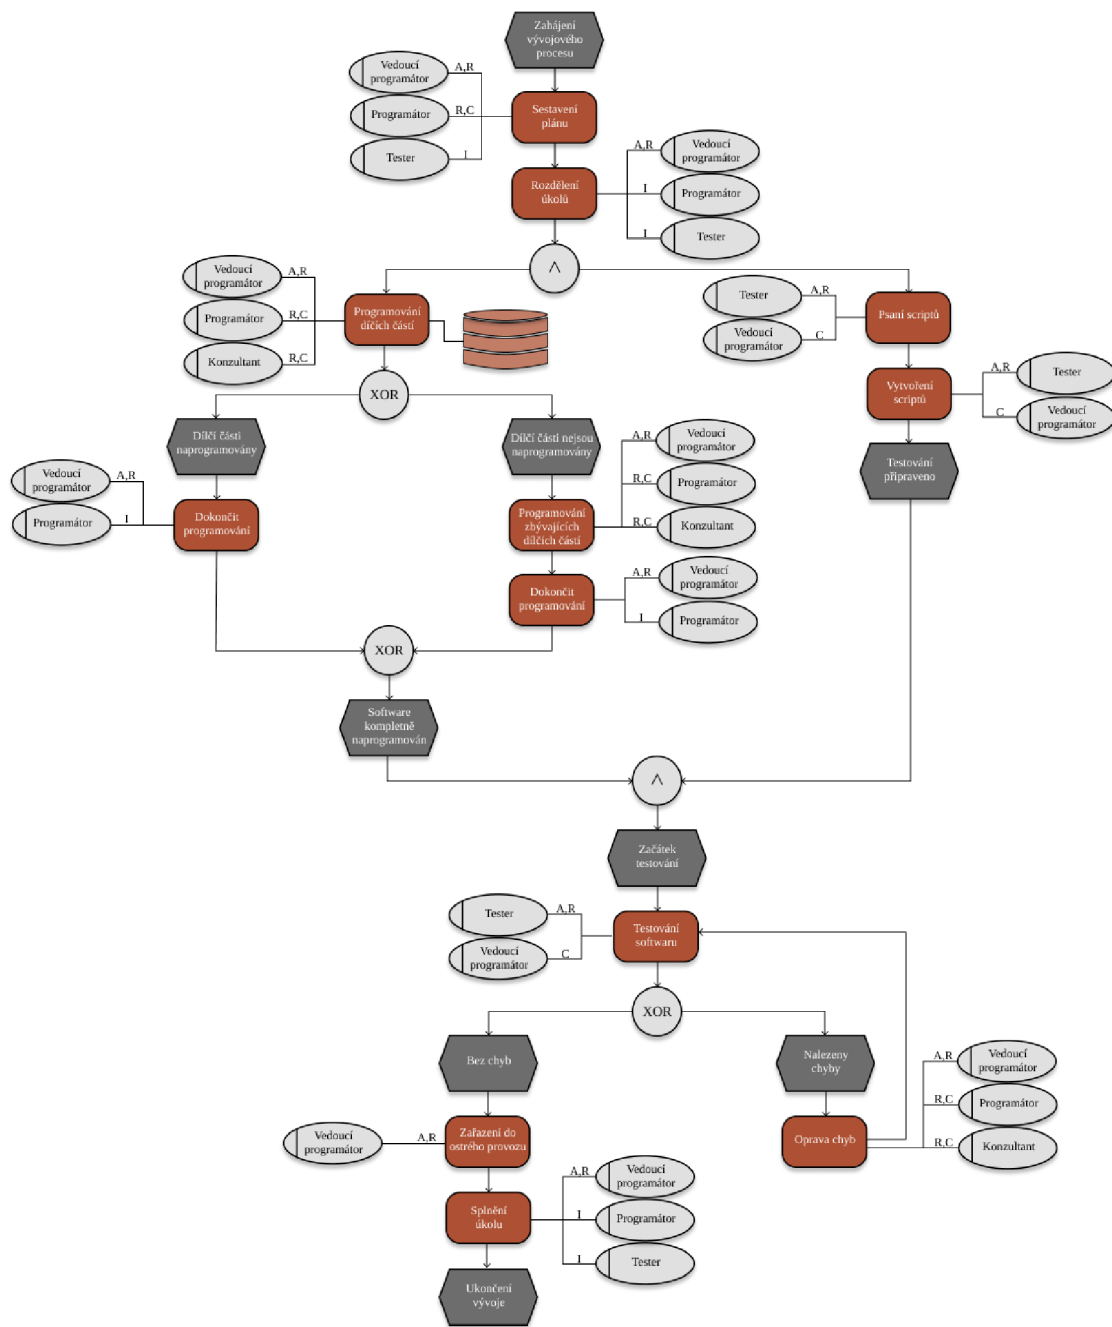 Zahájení
vývojového
procesu
Vedoucí
programátor
A,R
Programátor
R,C
Tester
I
Sestavení
plánu
Rozdělení
úkolů
A,R
Vedoucí
programátor
I
Programátor
I
Tester
^
Vedoucí
programátor
A,R
Programátor
R,C
Konzultant
R,C
Programování
díčích částí
Tester
A,R
Vedoucí
programátor
C
Psaní scriptů
Vytvoření
scriptů
A,R
Tester
C
Vedoucí
programátor
XOR
Dílčí části
naprogramovány
Dílčí části nejsou
naprogramovány
Testování
připraveno
Vedoucí
programátor
A,R
Programátor
I
Dokončit
programování
Programování
zbývajících
dílčích částí
A,R
Vedoucí
programátor
R,C
Programátor
R,C
Konzultant
Dokončit
programování
A,R
Vedoucí
programátor
I
Programátor
XOR
Software
kompletně
naprogramován
^
Začátek
testování
Tester
A,R
Vedoucí
programátor
C
Testování
softwaru
XOR
Bez chyb
Nalezeny
chyby
Vedoucí
programátor
A,R
Zařazení do
ostrého provozu
Oprava chyb
A,R
Vedoucí
programátor
R,C
Programátor
R,C
Konzultant
Splnění
úkolu
A,R
Vedoucí
programátor
I
Programátor
I
Tester
Ukončení
vývoje